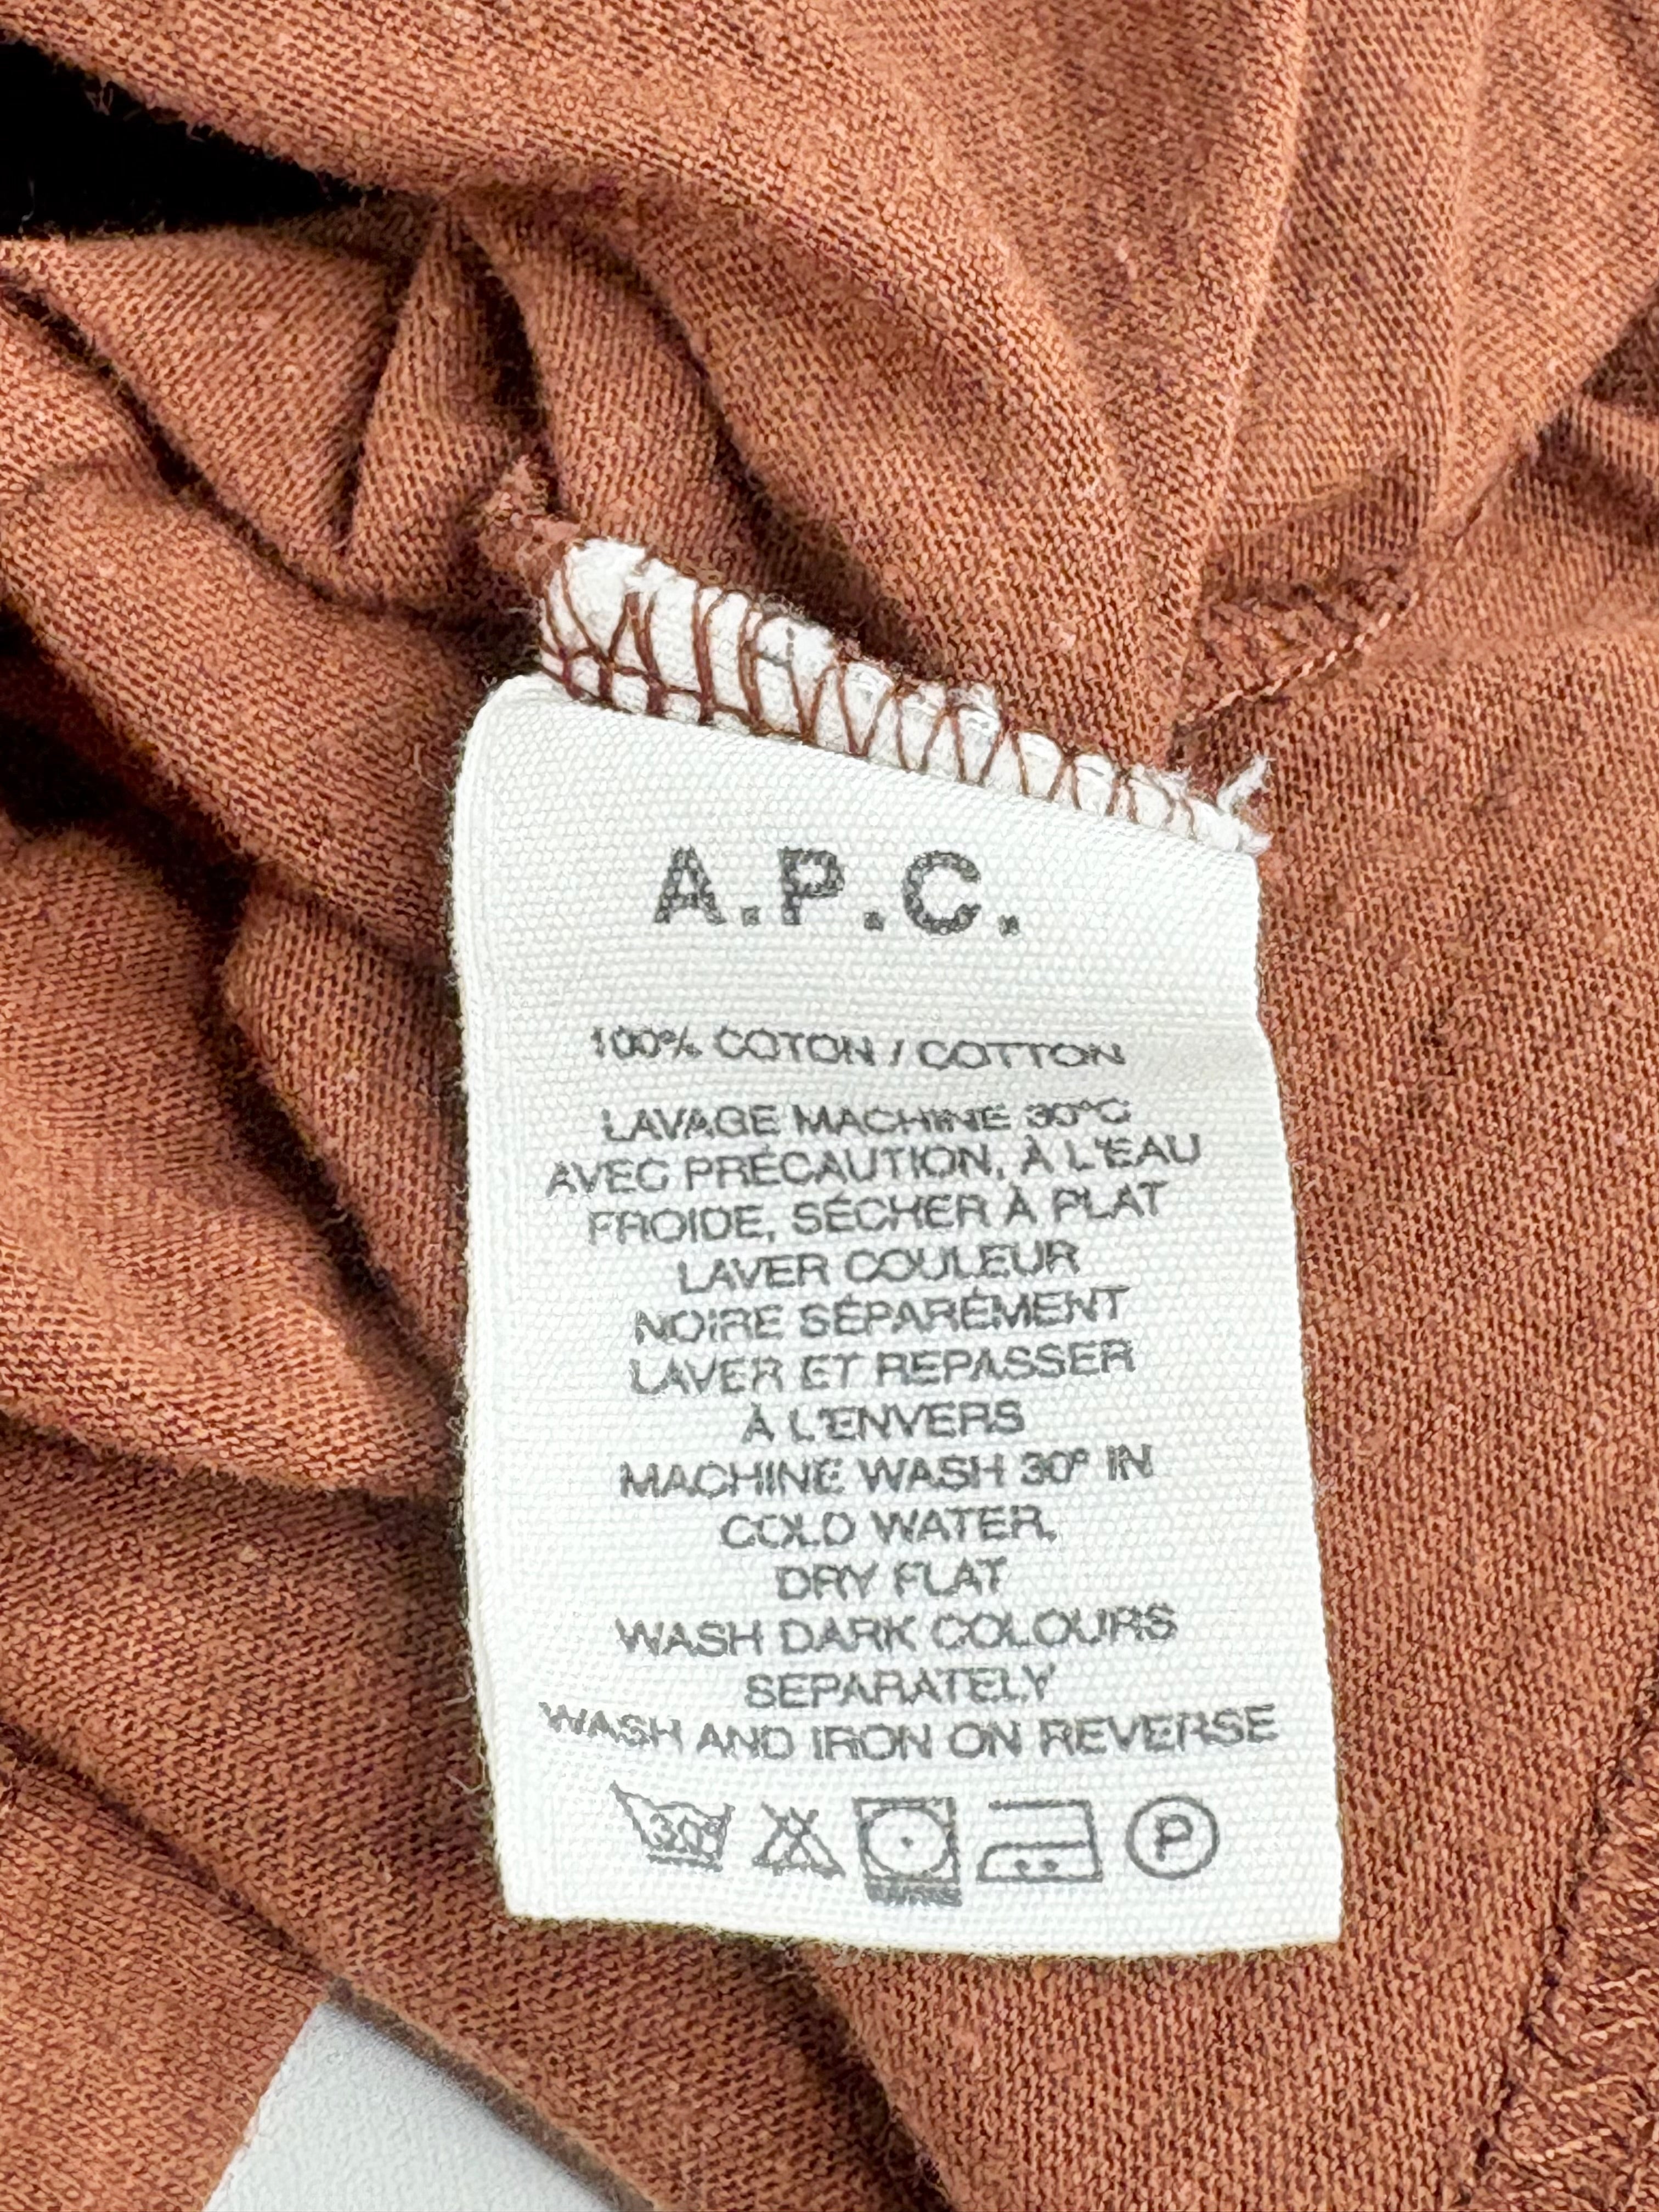 A.P.C.
100% COTON / COTTON
LAVAGE MACHINE 30°C
AVEC PRÉCAUTION, À L'EAU
FROIDE, SÉCHER À PLAT
LAVER COULEUR
NOIRE SÉPARÉMENT
LAVER ET REPASSER
À L'ENVERS
MACHINE WASH 30° IN
COLD WATER,
DRY FLAT
WASH DARK COLOURS
SEPARATELY
WASH AND IRON ON REVERSE
30° P